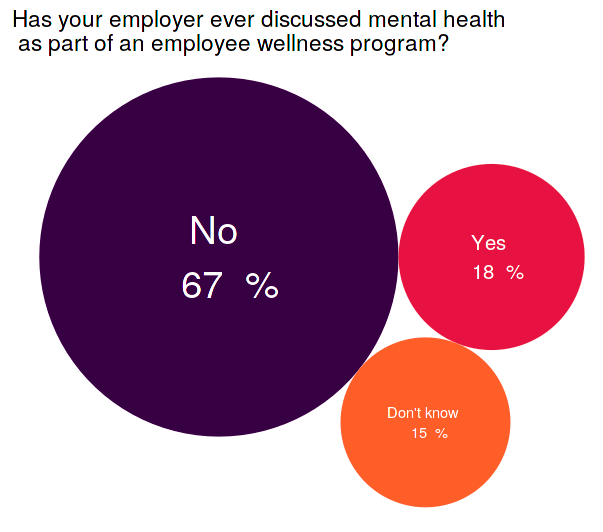 Has your employer ever discussed mental health
as part of an employee wellness program?
No
67 %
Yes
18 %
Don't know
15 %